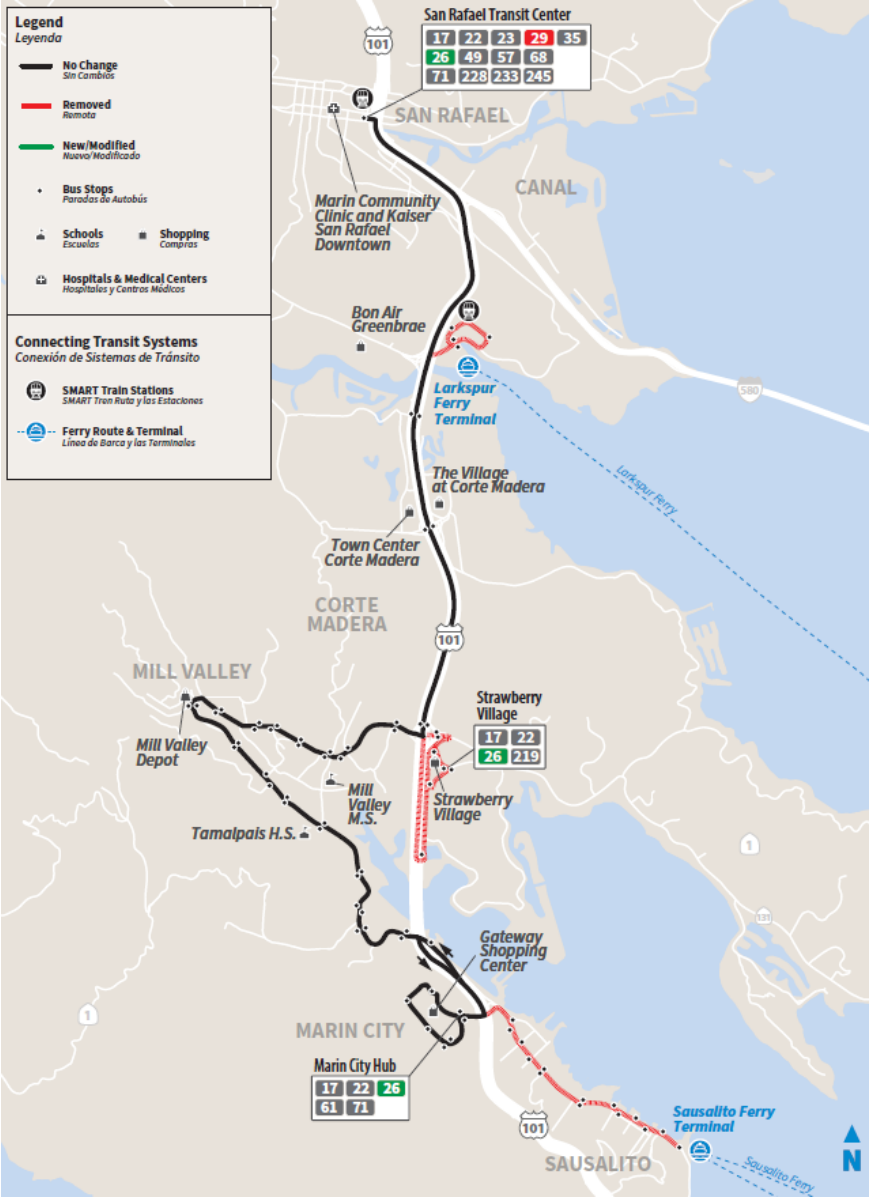 Legend
Leyenda
No Change
Sin Cambios
Removed
Remota
New/Modified
Nuevo/Modificado
Bus Stops
Paradas de Autobús
Schools
Escuelas
Shopping
Compras
Hospitals & Medical Centers
Hospitales y Centros Médicos
Connecting Transit Systems
Conexión de Sistemas de Tránsito
SMART Train Stations
SMART Tren Ruta y las Estaciones
Ferry Route & Terminal
Línea de Barca y las Terminales
San Rafael Transit Center
17 22 23 29 35
26 49 57 68
71 228 233 245
101
SAN RAFAEL
CANAL
Marin Community
Clinic and Kaiser
San Rafael
Downtown
Bon Air
Greenbrae
Larkspur
Ferry
Terminal
580
Larkspur Ferry
The Village
at Corte Madera
Town Center
Corte Madera
CORTE
MADERA
101
MILL VALLEY
Mill Valley
Depot
Strawberry
Village
17 22
26 219
Mill
Valley
M.S.
Strawberry
Village
Tamalpais H.S.
1
131
Gateway
Shopping
Center
1
MARIN CITY
Marin City Hub
17 22 26
61 71
101
SAUSALITO
Sausalito Ferry
Terminal
Sausalito Ferry
N